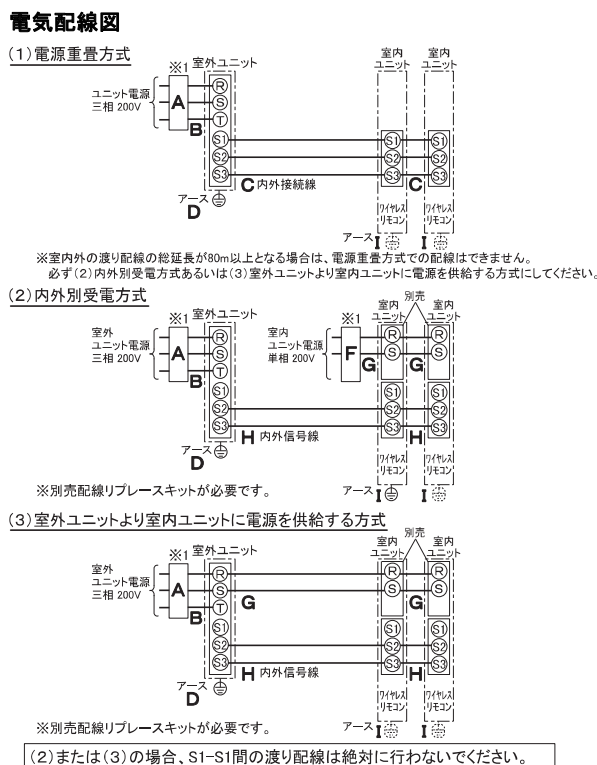 電気配線図
(1)電源重畳方式
※1 室外ユニット
室内
ユニット
室内
ユニット
ユニット電源
三相 200V
A
B
R
S
T
S1
S2
S3
S1
S2
S3
S1
S2
S3
C 内外接続線
C
アース
D
ワイヤレス
リモコン
ワイヤレス
リモコン
アース I
I
※室内外の渡り配線の総延長が80m以上となる場合は、電源重畳方式での配線はできません。
必ず(2)内外別受電方式あるいは(3)室外ユニットより室内ユニットに電源を供給する方式にしてください。
(2)内外別受電方式
別売
※1 室外ユニット
※1
室内
ユニット
室内
ユニット
室外
ユニット電源
三相 200V
A
B
R
S
T
S1
S2
S3
室内
ユニット電源
単相 200V
F
G
R
S
G
R
S
S1
S2
S3
S1
S2
S3
H 内外信号線
H
アース
D
ワイヤレス
リモコン
ワイヤレス
リモコン
※別売配線リプレースキットが必要です。
アース I
I
(3)室外ユニットより室内ユニットに電源を供給する方式
別売
※1 室外ユニット
室内
ユニット
室内
ユニット
室外
ユニット電源
三相 200V
A
B
R
S
T
S1
S2
S3
G
R
S
G
R
S
S1
S2
S3
S1
S2
S3
H 内外信号線
H
アース
D
ワイヤレス
リモコン
ワイヤレス
リモコン
※別売配線リプレースキットが必要です。
アース I
I
(2)または(3)の場合、S1-S1間の渡り配線は絶対に行わないでください。